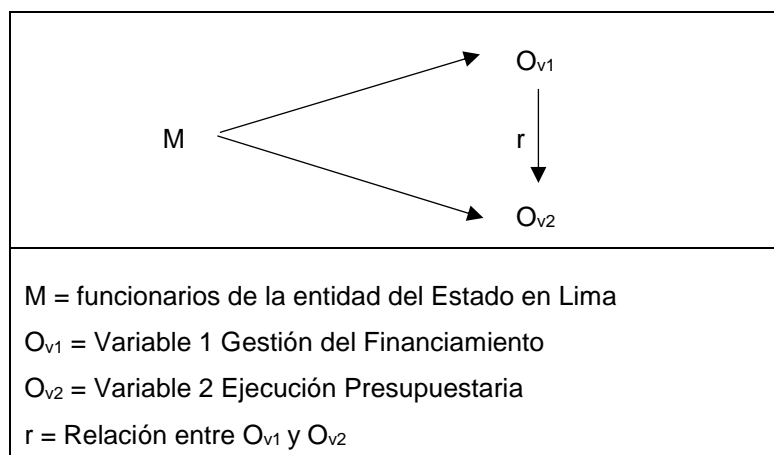 Ov1
M
r
Ov2
M = funcionarios de la entidad del Estado en Lima
Ov1 = Variable 1 Gestión del Financiamiento
Ov2 = Variable 2 Ejecución Presupuestaria
r = Relación entre Ov1 y Ov2